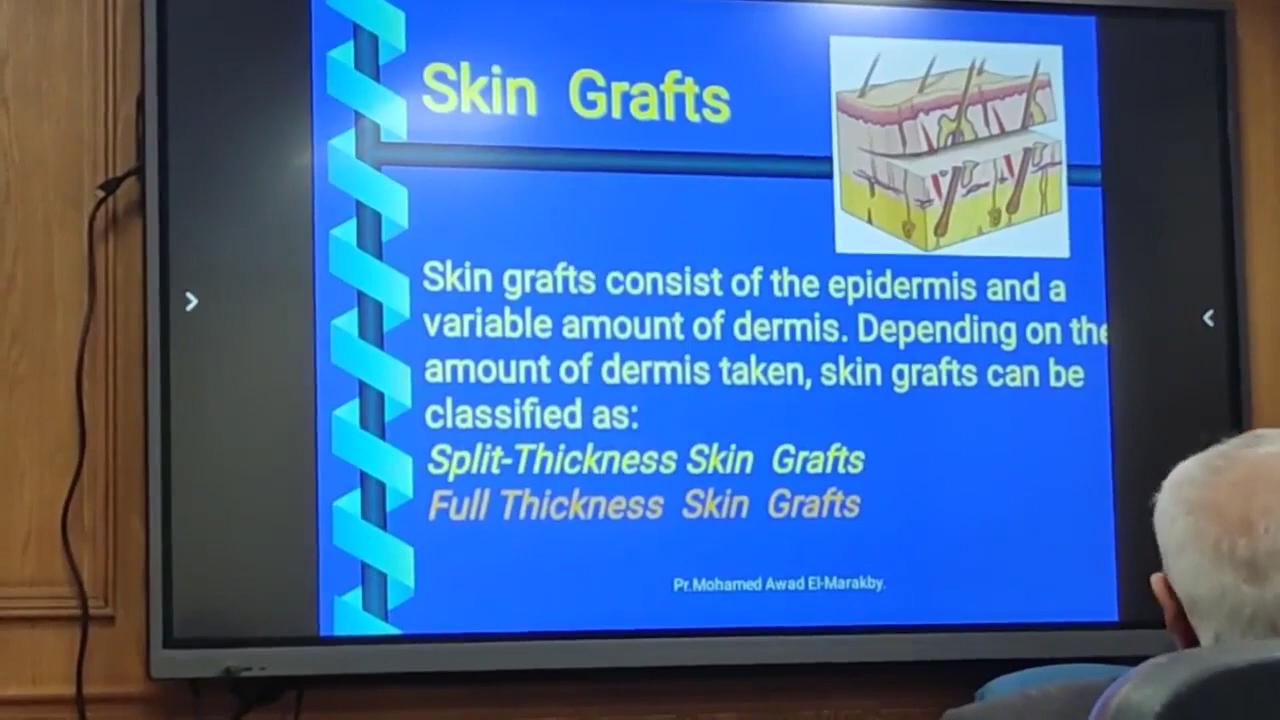 Skin Grafts
Skin grafts consist of the epidermis and a
variable amount of dermis. Depending on the
amount of dermis taken, skin grafts can be
classified as:
Split-Thickness Skin Grafts
Full Thickness Skin Grafts
Pr.Mohamed Awad El-Marakby.